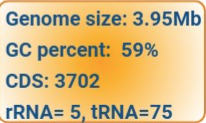 Genome size: 3.95Mb
GC percent: 59%
CDS: 3702
rRNA= 5, tRNA=75